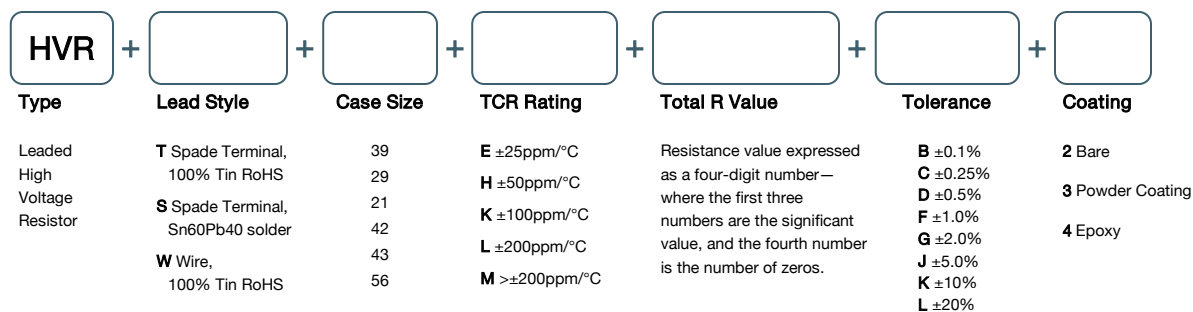 HVR + + + + + +
Type
Lead Style
Case Size
TCR Rating
Total R Value
Tolerance
Coating
Leaded
High
Voltage
Resistor
T Spade Terminal,
100% Tin RoHS
S Spade Terminal,
Sn60Pb40 solder
W Wire,
100% Tin RoHS
39
29
21
42
43
56
E ±25ppm/°C
H ±50ppm/°C
K ±100ppm/°C
L ±200ppm/°C
M >±200ppm/°C
Resistance value expressed
as a four-digit number—
where the first three
numbers are the significant
value, and the fourth number
is the number of zeros.
B ±0.1%
C ±0.25%
D ±0.5%
F ±1.0%
G ±2.0%
J ±5.0%
K ±10%
L ±20%
2 Bare
3 Powder Coating
4 Epoxy